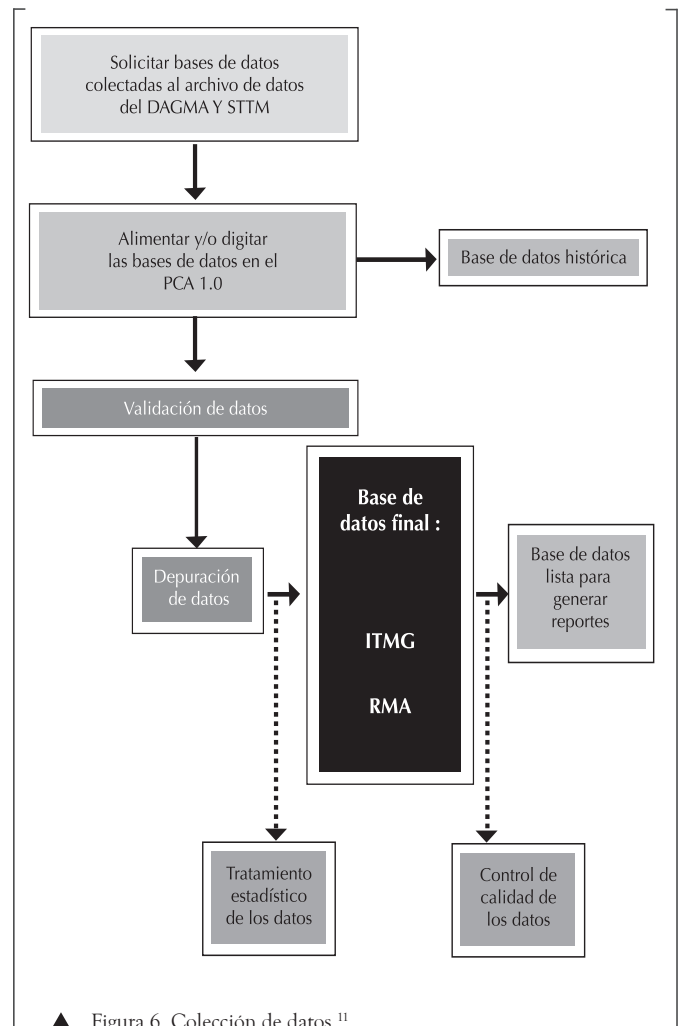 Solicitar bases de datos
colectadas al archivo de datos
del DAGMA Y STTM
Alimentar y/o digitar
las bases de datos en el
PCA 1.0
Base de datos histórica
Validación de datos
Base de
datos final :
ITMG
RMA
Depuración
de datos
Base de datos
lista para
generar
reportes
Tratamiento
estadístico
de los datos
Control de
calidad de
los datos
▲ Figura 6. Colección de datos 11